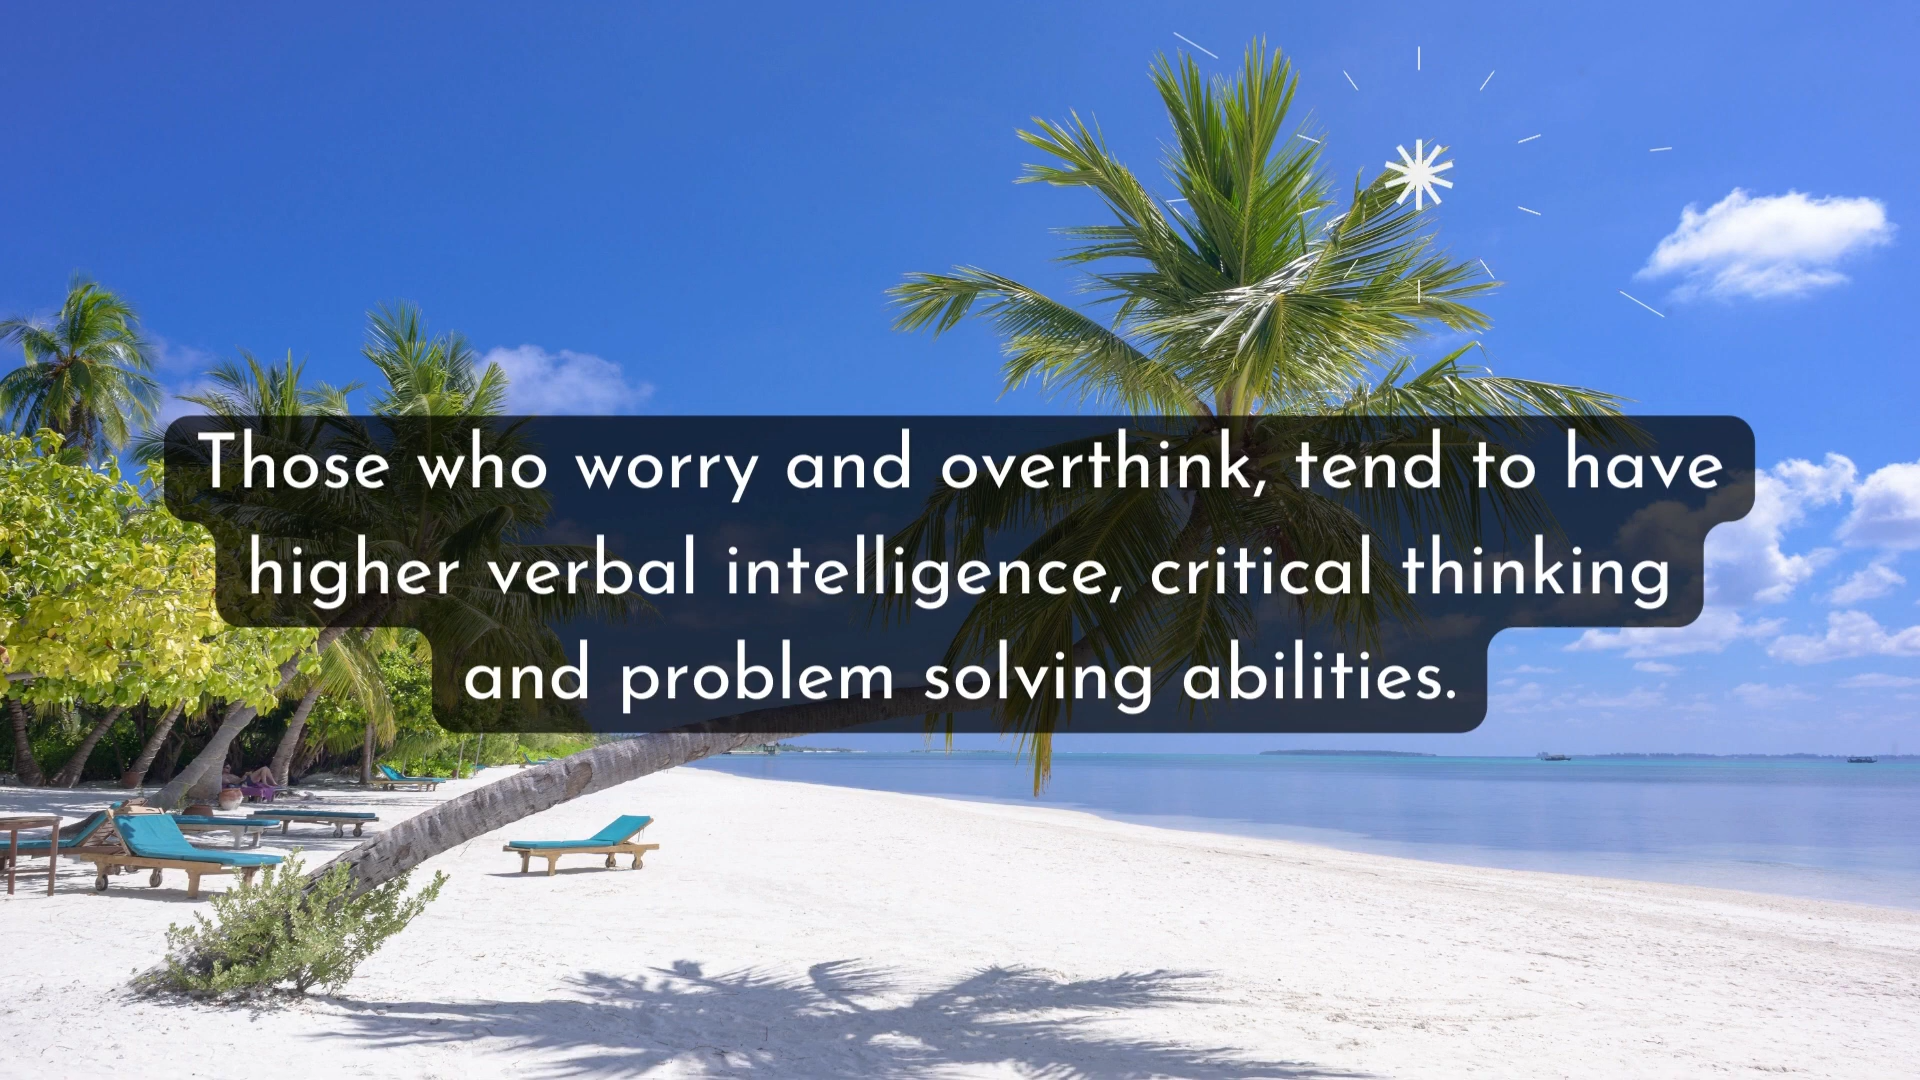 Those who worry and overthink, tend to have
higher verbal intelligence, critical thinking
and problem solving abilities.